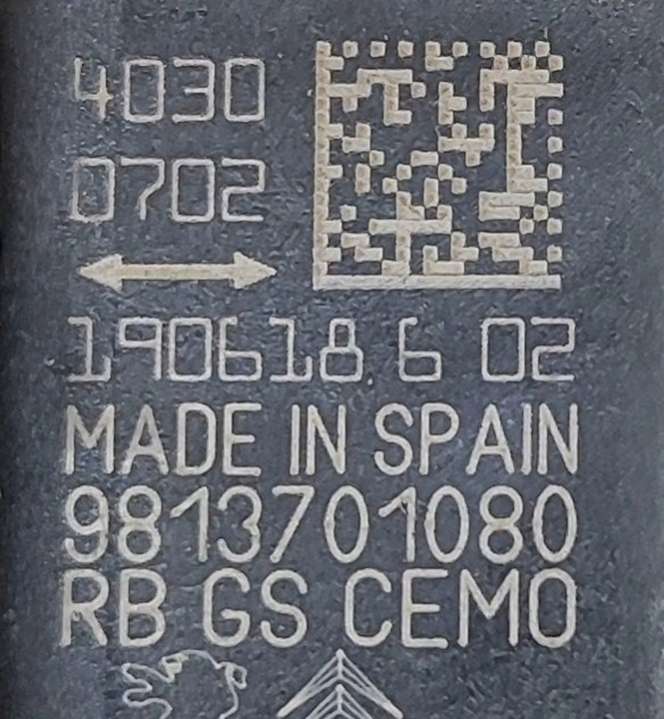 4030
0702
190618 6 02
MADE IN SPAIN
9813701080
RB GS CEMO